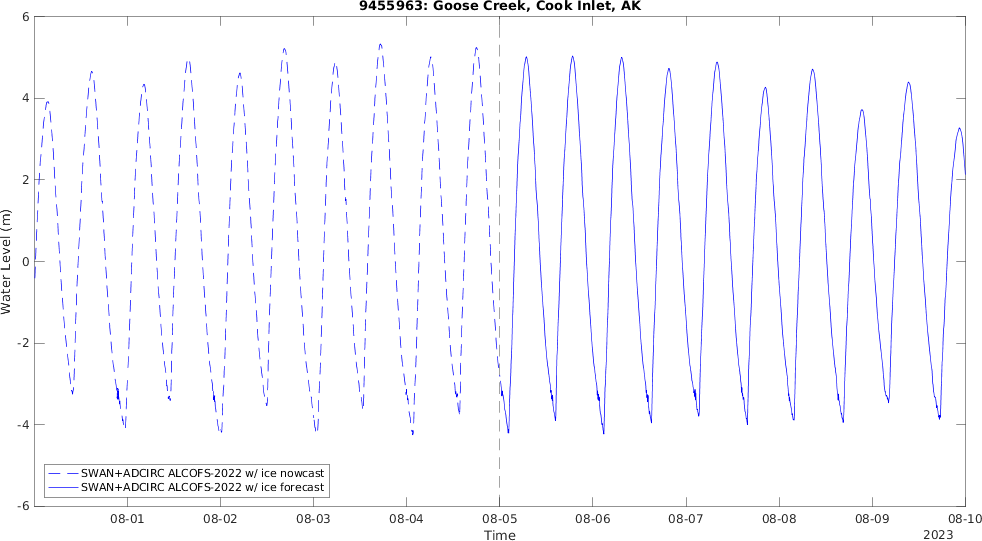 9455963: Goose Creek, Cook Inlet, AK
6
4
2
0
-2
-4
-6
Water Level (m)
SWAN+ADCIRC ALCOFS-2022 w/ ice nowcast
SWAN+ADCIRC ALCOFS-2022 w/ ice forecast
08-01 08-02 08-03 08-04 08-05 08-06 08-07 08-08 08-09 08-10
Time
2023